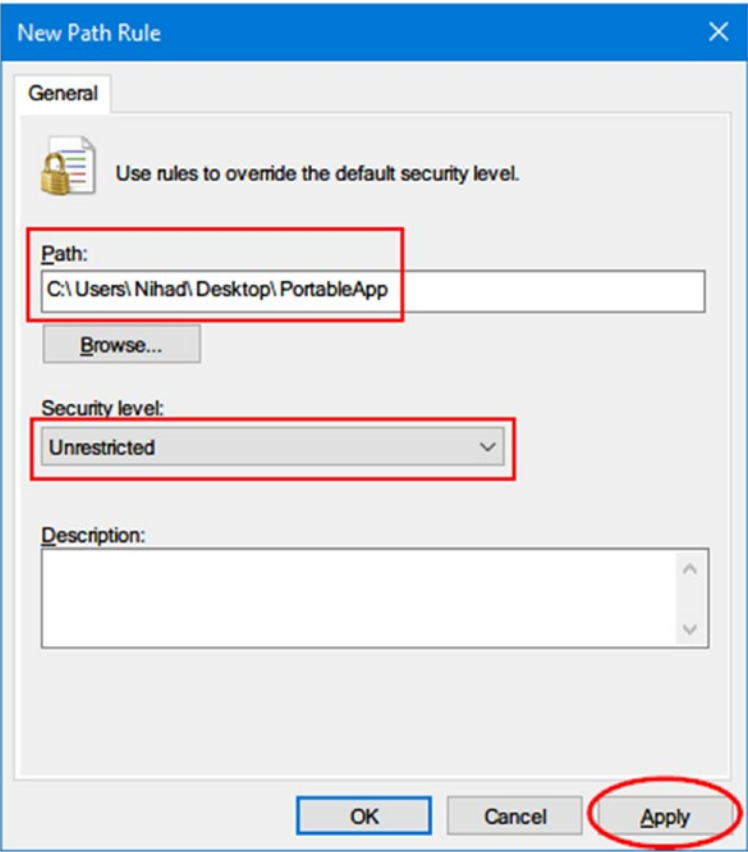 New Path Rule
General
Use rules to override the default security level.
Path:
C:\Users\Nihad\Desktop\PortableApp
Browse...
Security level:
Unrestricted
Description:
OK Cancel Apply